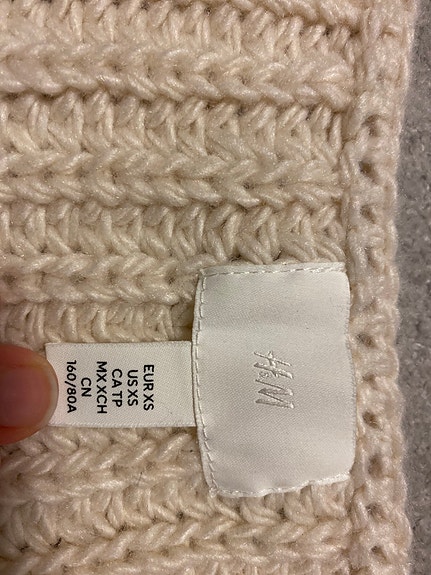 H&M
EUR XS
US XS
CA TP
MX XCH
CN
160/80A